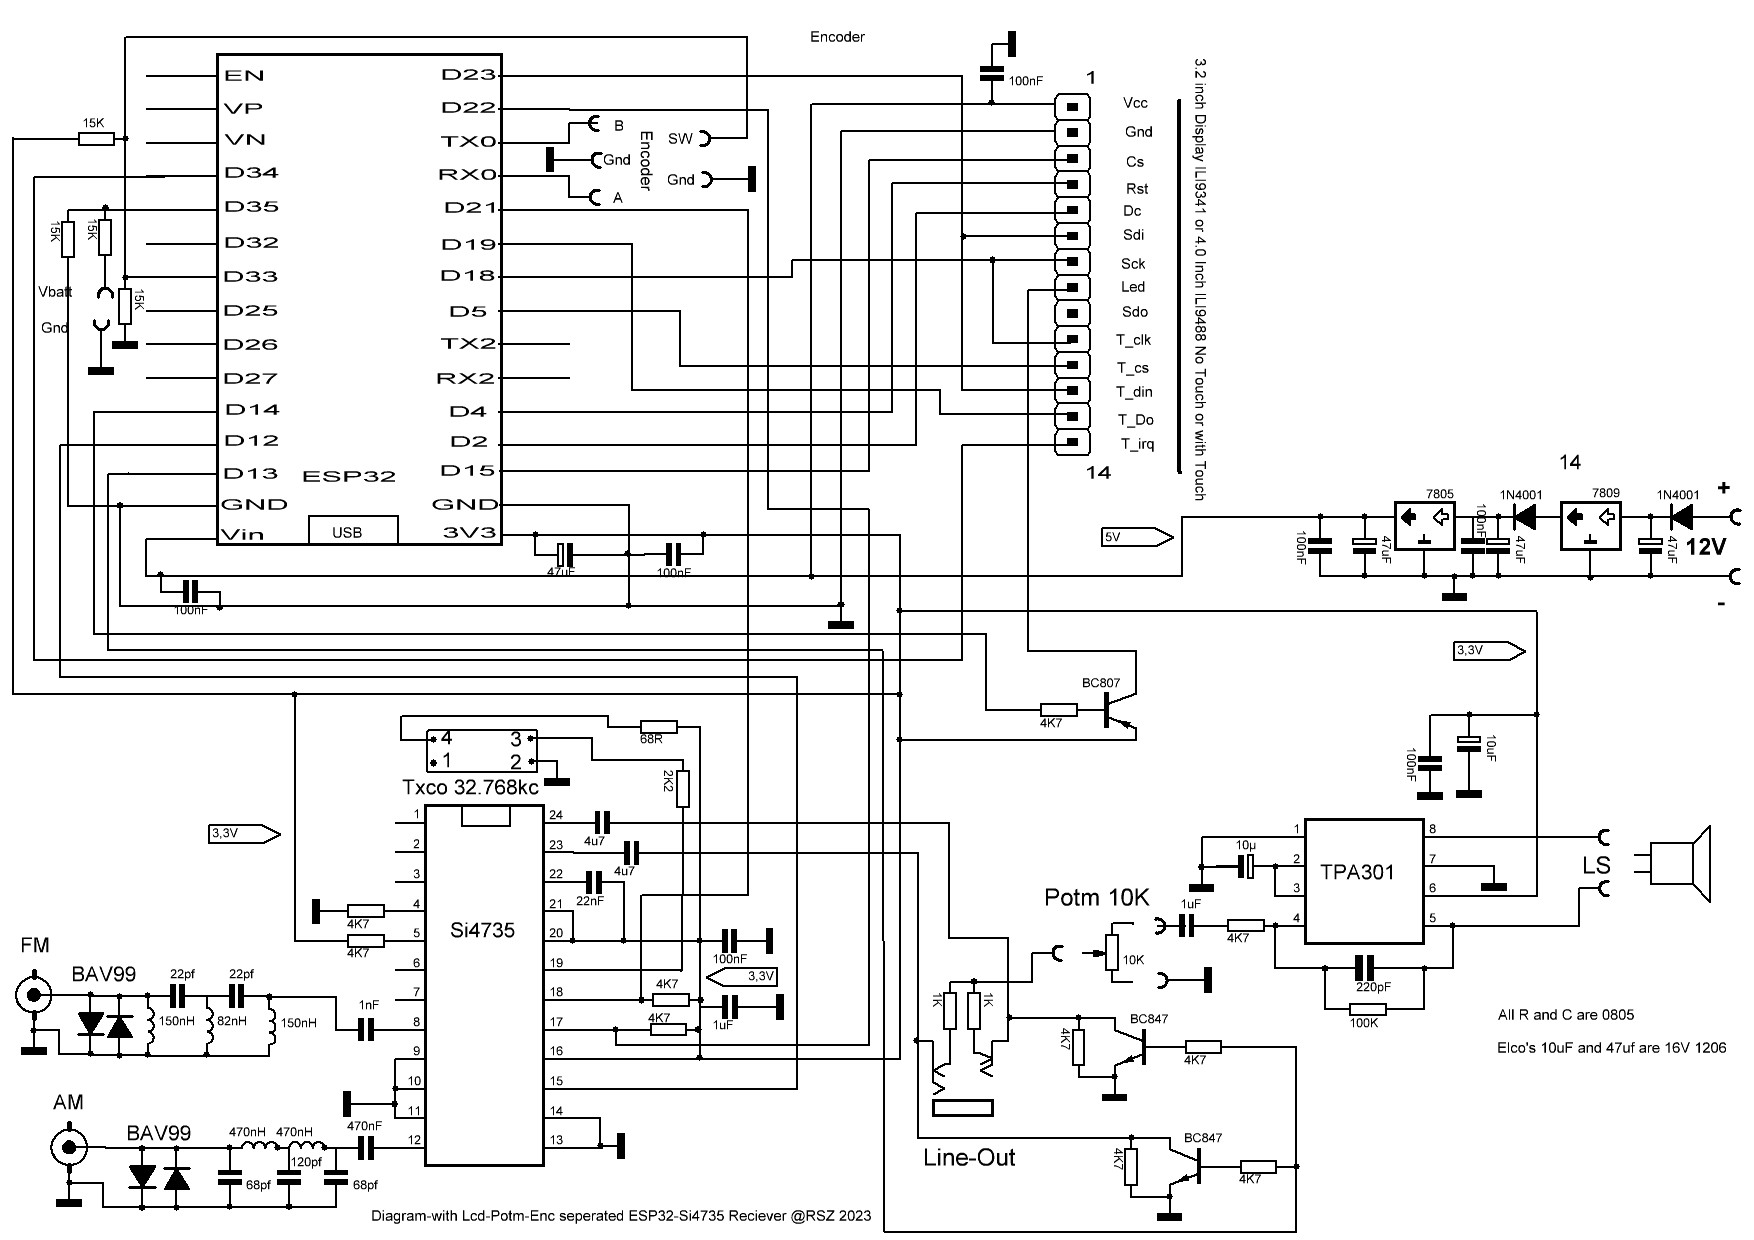 Encoder
EN
VP
VN
D34
D35
D32
D33
D25
D26
D27
D14
D12
D13
GND
Vin
ESP32
USB
D23
D22
TX0
RX0
D21
D19
D18
D5
TX2
RX2
D4
D2
D15
GND
3V3
15K
15K
15K
15K
Vbatt
Gnd
B
Gnd
A
Encoder
SW
Gnd
100nF
1
Vcc
Gnd
Cs
Rst
Dc
Sdi
Sck
Led
Sdo
T_clk
T_cs
T_din
T_Do
T_irq
14
3.2 inch Display ILI9341 or 4.0 Inch ILI9488 No Touch or with Touch
47uF
100nF
100nF
5V
14
7805
1N4001
7809
1N4001
+
12V
-
100nF
47uF
100nF
47uF
47uF
3,3V
BC807
4K7
100nF
10uF
4
3
1
2
68R
2K2
Txco 32.768kc
3,3V
1
2
3
4
5
6
7
8
9
10
11
12
24
23
22
21
20
19
18
17
16
15
14
13
Si4735
4u7
4u7
22nF
4K7
4K7
100nF
3,3V
4K7
1uF
4K7
FM
BAV99
22pf
22pf
150nH
82nH
150nH
1nF
AM
BAV99
470nH
470nH
470nF
120pf
68pf
68pf
Potm 10K
10K
1uF
4K7
10µ
1
2
3
4
TPA301
8
7
6
5
LS
220pF
100K
1K
1K
4K7
BC847
4K7
4K7
BC847
4K7
Line-Out
All R and C are 0805
Elco's 10uF and 47uf are 16V 1206
Diagram-with Lcd-Potm-Enc seperated ESP32-Si4735 Reciever @RSZ 2023